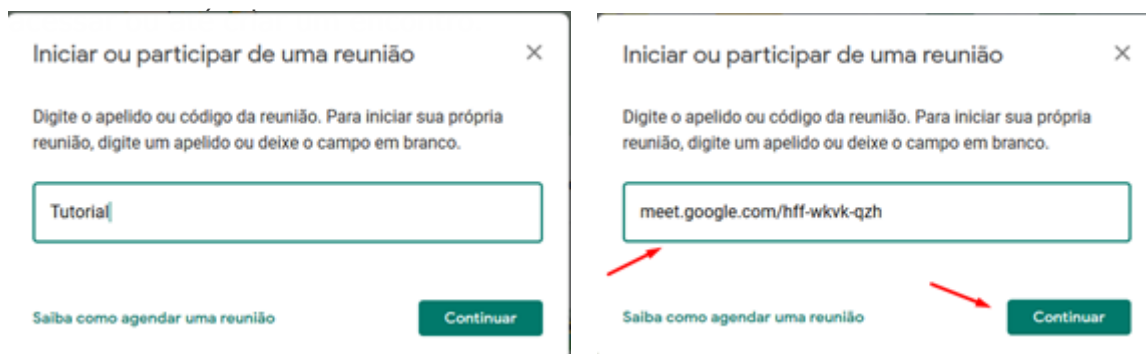 Iniciar ou participar de uma reunião
Digite o apelido ou código da reunião. Para iniciar sua própria
reunião, digite um apelido ou deixe o campo em branco.
Tutorial
Saiba como agendar uma reunião
Continuar
Iniciar ou participar de uma reunião
Digite o apelido ou código da reunião. Para iniciar sua própria
reunião, digite um apelido ou deixe o campo em branco.
meet.google.com/hff-wkvk-qzh
Saiba como agendar uma reunião
Continuar